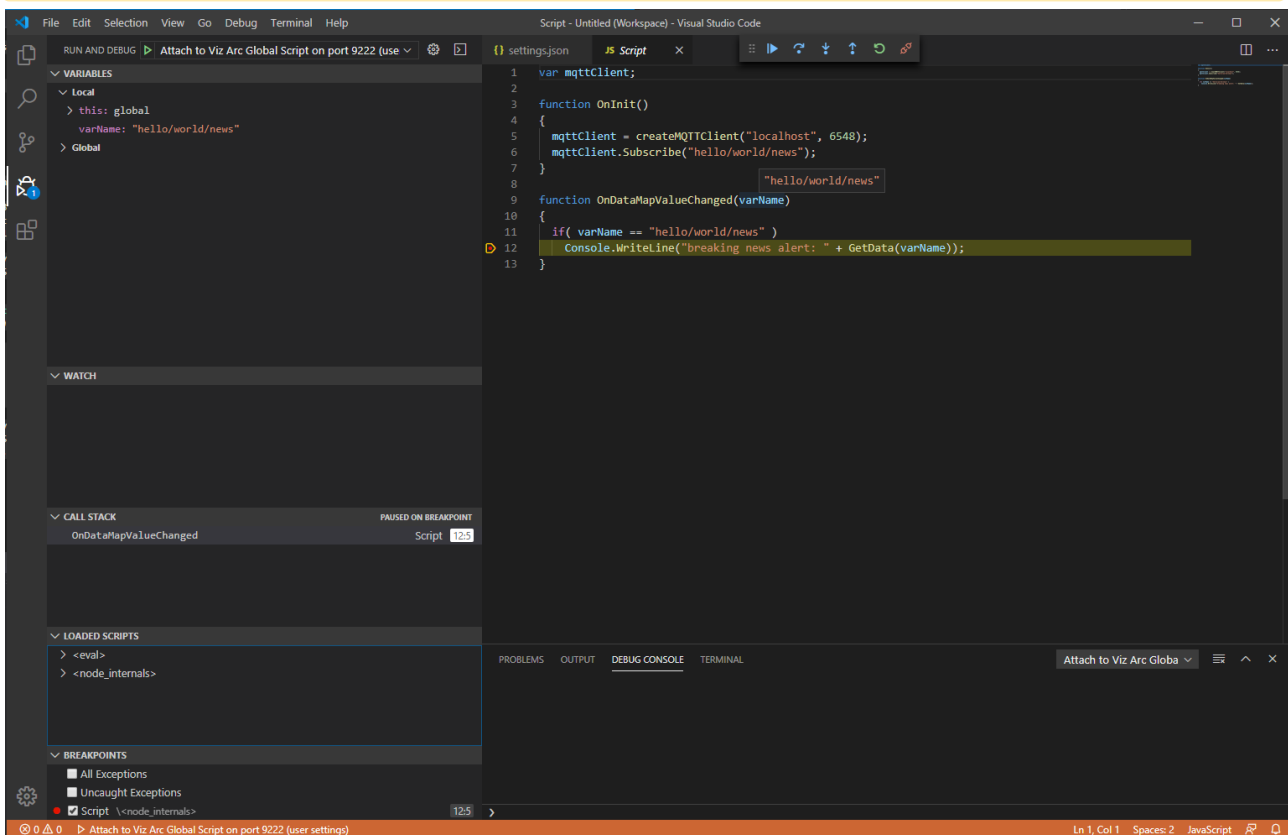 File Edit Selection View Go Debug Terminal Help
Script - Untitled (Workspace) - Visual Studio Code
RUN AND DEBUG Attach to Viz Arc Global Script on port 9222 (use
VARIABLES
Local
this: global
varName: "hello/world/news"
Global
WATCH
CALL STACK PAUSED ON BREAKPOINT
OnDataMapValueChanged Script 12:5
LOADED SCRIPTS
<eval>
<node_internals>
BREAKPOINTS
All Exceptions
Uncaught Exceptions
Script \<node_internals> 12:5
{} settings.json JS Script
1 var mqttClient;
2
3 function OnInit()
4 {
5 mqttClient = createMQTTClient("localhost", 6548);
6 mqttClient.Subscribe("hello/world/news");
7 }
"hello/world/news"
8
9 function OnDataMapValueChanged(varName)
10 {
11 if( varName == "hello/world/news" )
12 Console.WriteLine("breaking news alert: " + GetData(varName));
13 }
PROBLEMS OUTPUT DEBUG CONSOLE TERMINAL Attach to Viz Arc Globa
1
0 0 Attach to Viz Arc Global Script on port 9222 (user settings) Ln 1, Col 1 Spaces: 2 JavaScript